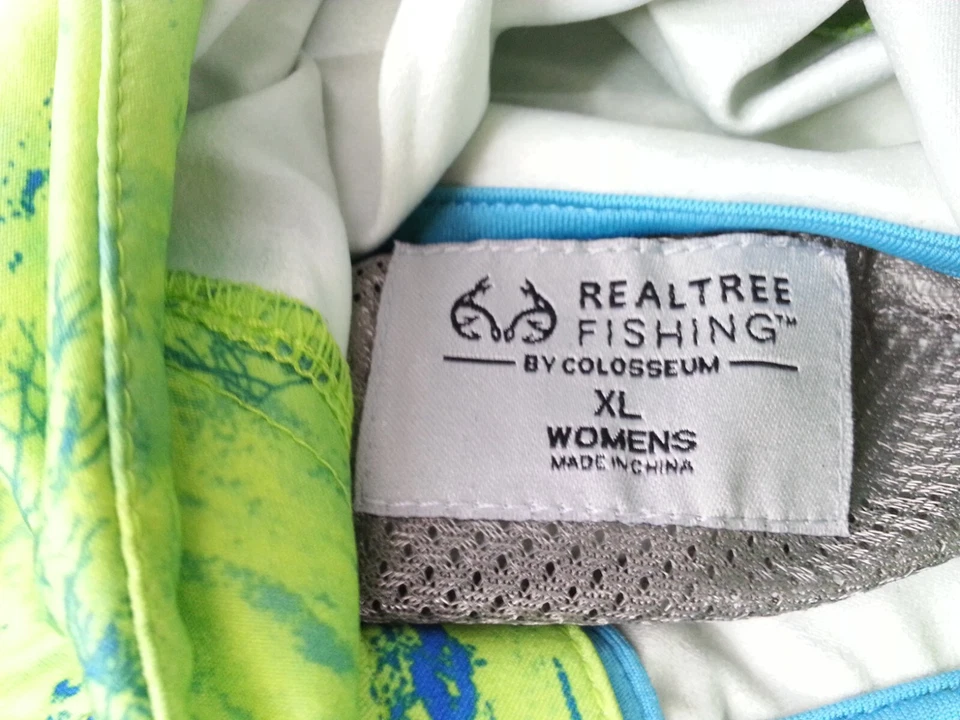 REALTREE
FISHING™
BY COLOSSEUM
XL
WOMENS
MADE IN CHINA